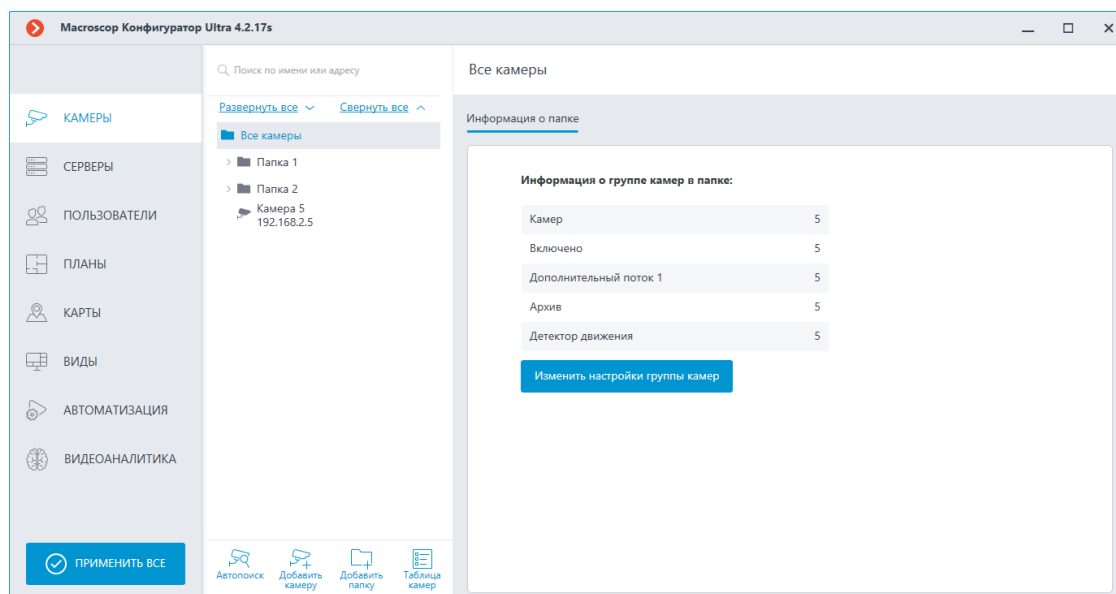 Macroscop Конфигуратор Ultra 4.2.17s
КАМЕРЫ
СЕРВЕРЫ
ПОЛЬЗОВАТЕЛИ
ПЛАНЫ
КАРТЫ
ВИДЫ
АВТОМАТИЗАЦИЯ
ВИДЕОАНАЛИТИКА
ПРИМЕНИТЬ ВСЕ
Поиск по имени или адресу
Развернуть все Свернуть все
Все камеры
Папка 1
Папка 2
Камера 5
192.168.2.5
Автопоиск
Добавить
камеру
Добавить
папку
Таблица
камер
Все камеры
Информация о папке
Информация о группе камер в папке:
Камер 5
Включено 5
Дополнительный поток 1 5
Архив 5
Детектор движения 5
Изменить настройки группы камер